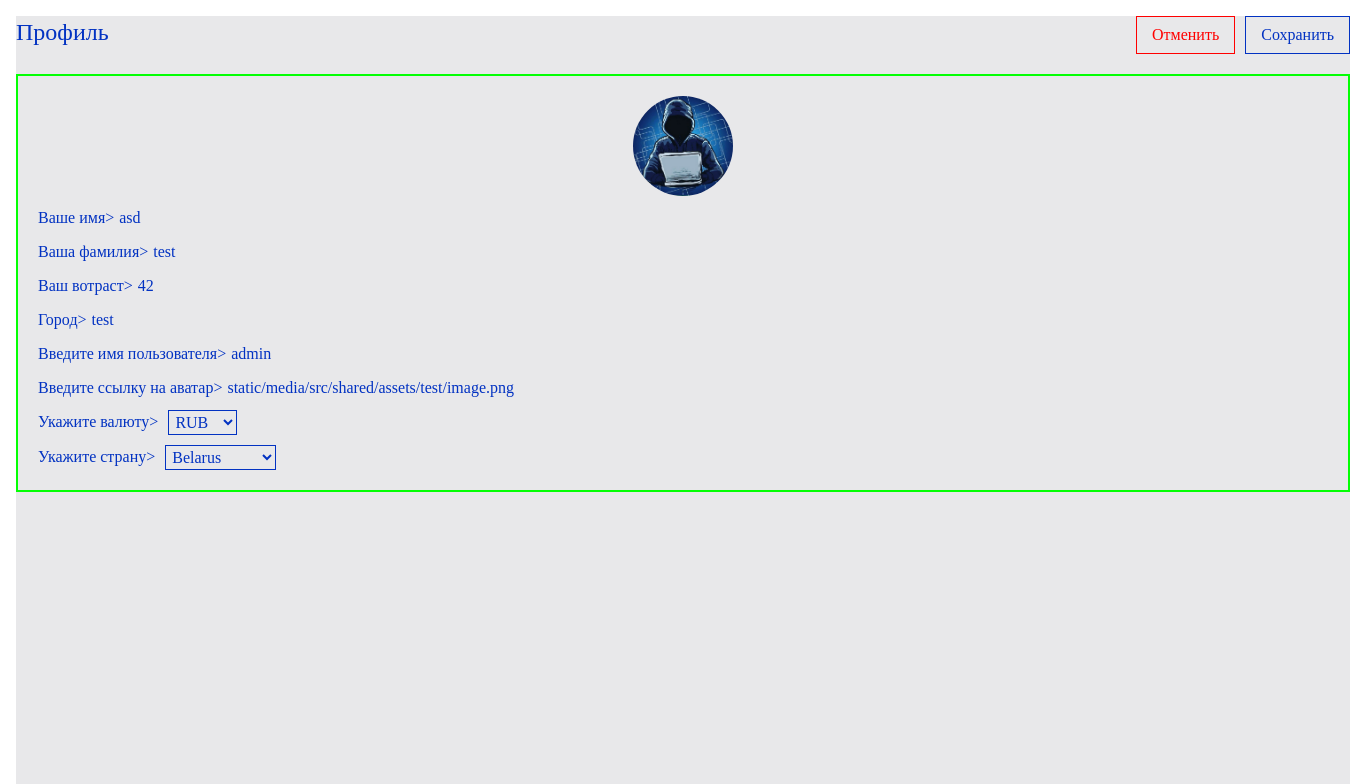 Профиль
Отменить
Сохранить
Ваше имя> asd
Ваша фамилия> test
Ваш вотраст> 42
Город> test
Введите имя пользователя> admin
Введите ссылку на аватар> static/media/src/shared/assets/test/image.png
Укажите валюту> RUB
Укажите страну> Belarus